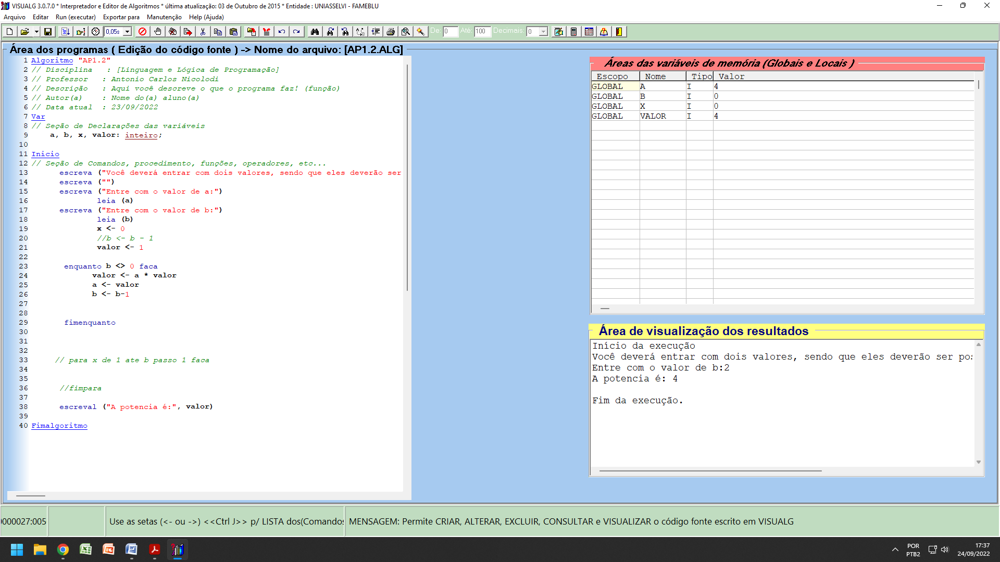 VISUALG 3.0.7.0 * Interpretador e Editor de Algoritmos * última atualização: 03 de Outubro de 2015 * Entidade : UNIASSELVI - FAMEBLU
Arquivo Editar Run (executar) Exportar para Manutenção Help (Ajuda)
0,05s De: 0 Até: 100 Decimais: 0
Área dos programas ( Edição do código fonte ) -> Nome do arquivo: [AP1.2.ALG]
1 Algoritmo "AP1.2"
2 // Disciplina : [Linguagem e Lógica de Programação]
3 // Professor : Antonio Carlos Nicolodi
4 // Descrição : Aqui você descreve o que o programa faz! (função)
5 // Autor(a) : Nome do(a) aluno(a)
6 // Data atual : 23/09/2022
7 Var
8 // Seção de Declarações das variáveis
9 a, b, x, valor: inteiro;
10
11 Inicio
12 // Seção de Comandos, procedimento, funções, operadores, etc...
13 escreva ("Você deverá entrar com dois valores, sendo que eles deverão ser
14 escreva ("")
15 escreva ("Entre com o valor de a:")
16 leia (a)
17 escreva ("Entre com o valor de b:")
18 leia (b)
19 x <- 0
20 //b <- b - 1
21 valor <- 1
22
23 enquanto b <> 0 faca
24 valor <- a * valor
25 a <- valor
26 b <- b-1
27
28
29 fimenquanto
30
31
32
33 // para x de 1 ate b passo 1 faca
34
35
36 //fimpara
37
38 escreval ("A potencia é:", valor)
39
40 Fimalgoritmo
Áreas das variáveis de memória (Globais e Locais )
Escopo Nome Tipo Valor
GLOBAL A I 4
GLOBAL B I 0
GLOBAL X I 0
GLOBAL VALOR I 4
Área de visualização dos resultados
Início da execução
Você deverá entrar com dois valores, sendo que eles deverão ser po
Entre com o valor de b:2
A potencia é: 4
Fim da execução.
0000027:005 Use as setas (<- ou ->) <<Ctrl J>> p/ LISTA dos(Comandos MENSAGEM: Permite CRIAR, ALTERAR, EXCLUIR, CONSULTAR e VISUALIZAR o código fonte escrito em VISUALG
POR
PTB2
17:37
24/09/2022